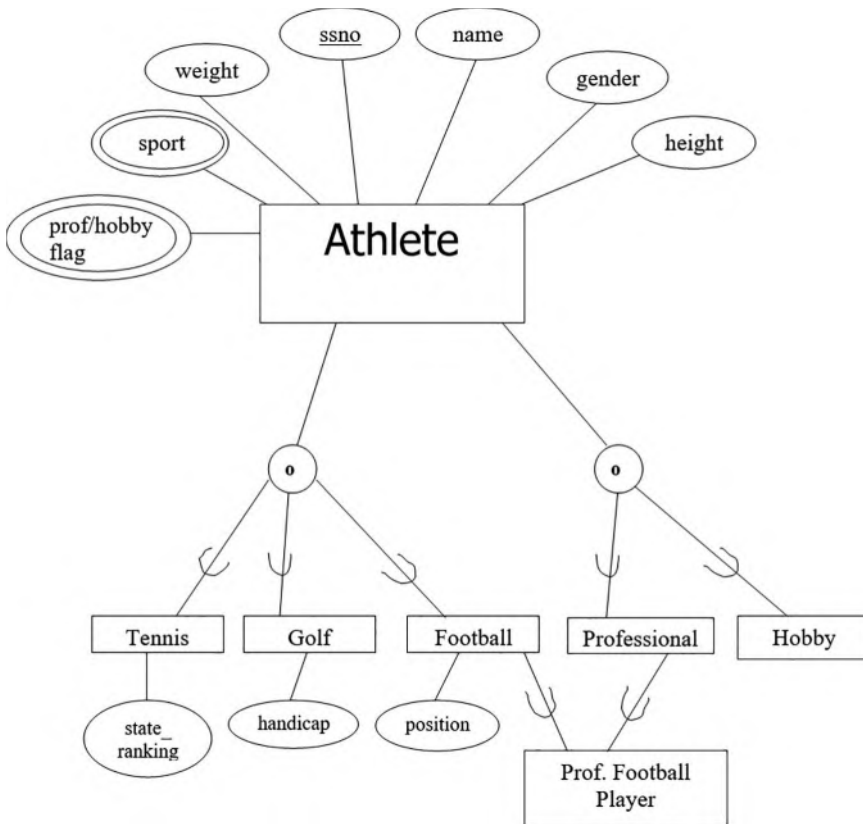 ssno
name
weight
gender
sport
height
prof/hobby
flag
Athlete
o
o
Tennis
Golf
Football
Professional
Hobby
state_
ranking
handicap
position
Prof. Football
Player